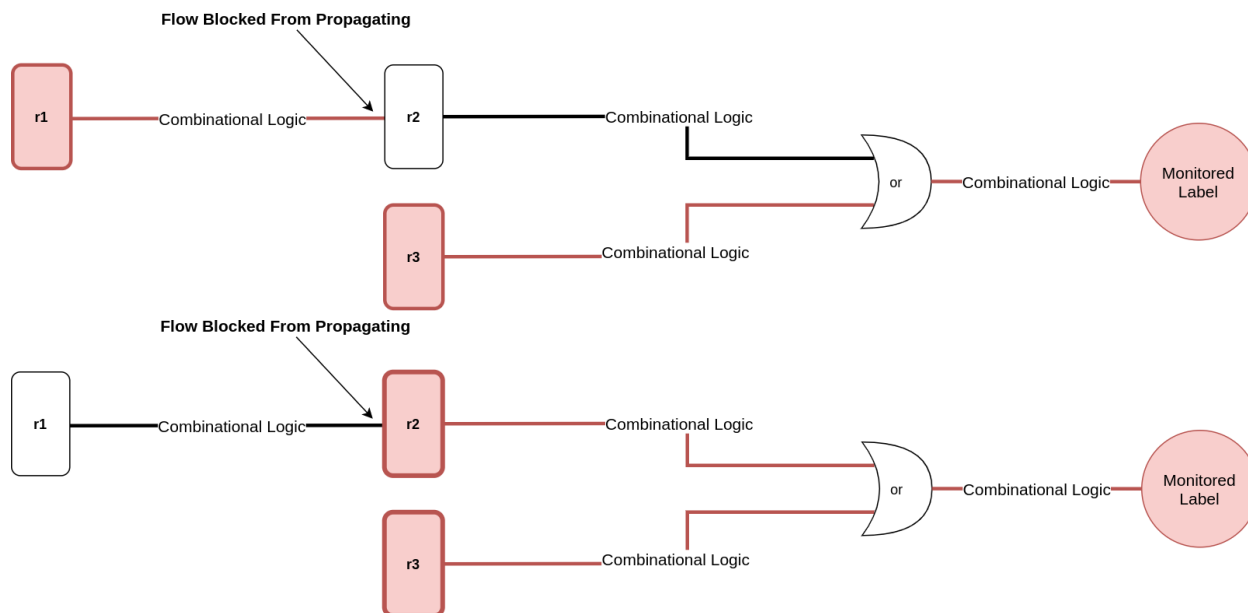 Flow Blocked From Propagating
r1
Combinational Logic
r2
Combinational Logic
or
Combinational Logic
Monitored
Label
r3
Combinational Logic
Flow Blocked From Propagating
r1
Combinational Logic
r2
Combinational Logic
or
Combinational Logic
Monitored
Label
r3
Combinational Logic